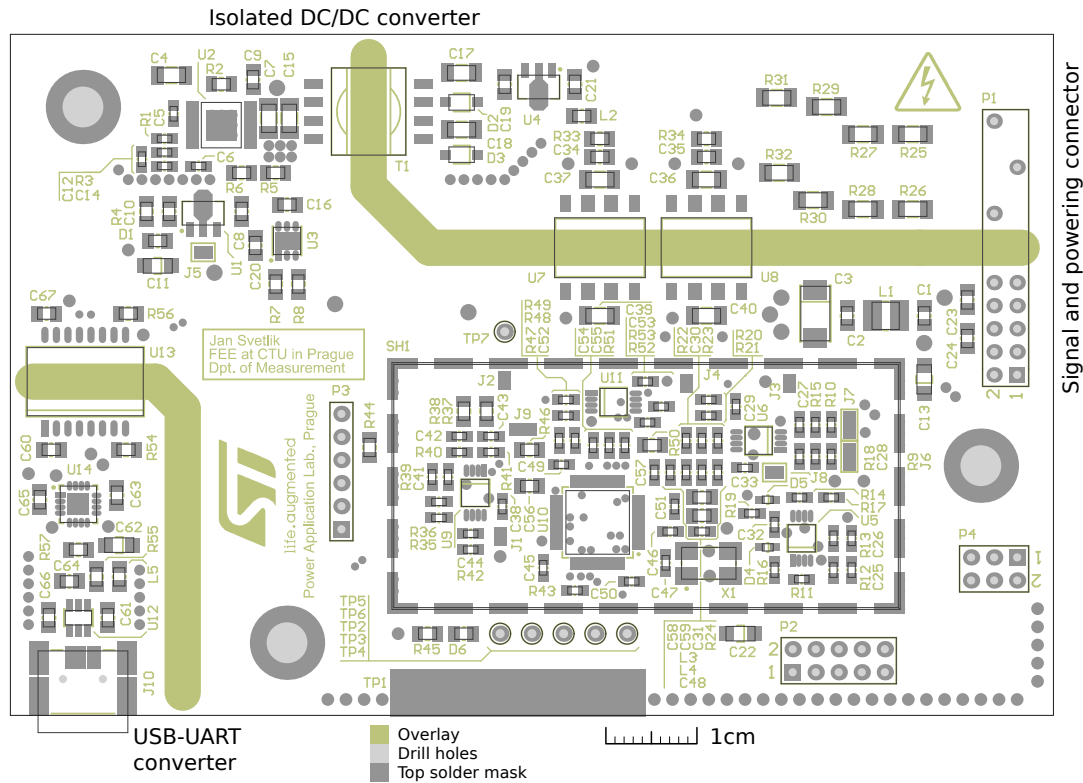 Isolated DC/DC converter
Signal and powering connector
U2
C4
R2
C9
C7
C15
C5
R1
C6
C12
R3
C14
R6
R5
T1
C17
D2
C19
C18
D3
U4
C21
L2
R33
C34
C37
R34
C35
C36
R31
R29
R27
R25
R32
R30
R28
R26
P1
R4
C10
D1
C11
J5
U1
C8
C20
C16
U3
R7
R8
U7
U8
C3
C2
L1
C1
C23
C24
C13
2 1
C67
R56
U13
Jan Svetlik
FEE at CTU in Prague
Dpt. of Measurement
TP7
R49
R48
R47
C52
C54
C55
R51
C39
C53
R53
R52
R22
C30
R23
C40
R20
R21
SH1
J2
U11
J4
J3
C29
U6
C27
R15
R10
J7
R38
R37
C43
J9
R46
C42
R40
R41
C49
R50
C57
C33
R39
C41
P3
R44
ST
life.augmented
Power Application Lab., Prague
C60
R54
U14
C65
C63
R57
C62
R55
C64
L5
C66
C61
U12
J10
R36
R35
U9
C44
R42
J1
C38
C56
U10
C45
R43
C50
C51
C46
C47
R19
X1
C32
D4
R16
R11
D5
J8
R18
C28
R14
R17
U5
R13
C26
R12
C25
R9
J6
P4
1
2
TP5
TP6
TP2
TP3
TP4
R45
D6
C58
C59
C31
R24
L3
L4
C48
C22
P2
2
1
TP1
USB-UART
converter
Overlay
Drill holes
Top solder mask
1cm